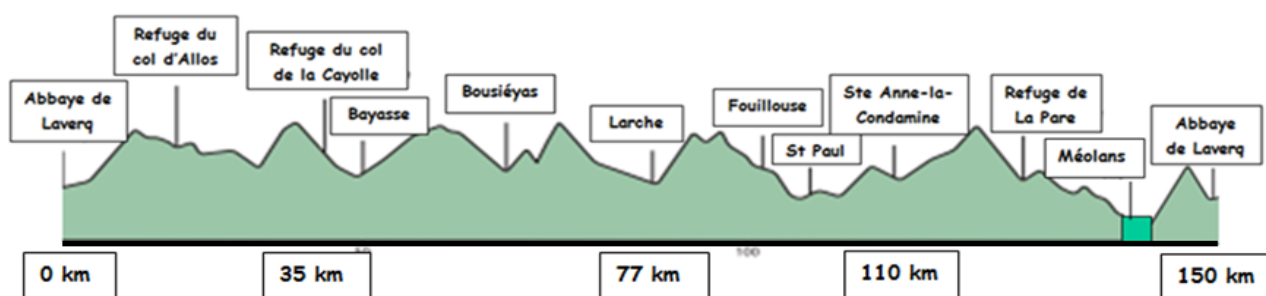 Refuge du
col d'Allos
Refuge du col
de la Cayolle
Abbaye de
Laverq
Bayasse
Bousiéyas
Larche
Fouillouse
St Paul
Ste Anne-la-
Condamine
Refuge de
La Pare
Méolans
Abbaye
de Laverq
100
0 km
35 km
77 km
110 km
150 km